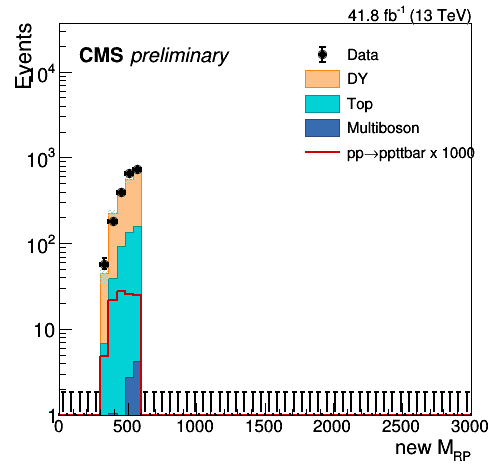 41.8 fb⁻¹ (13 TeV)
Events
CMS preliminary
Data
DY
Top
Multiboson
pp→ppttbar x 1000
10⁴
10³
10²
10
1
0 500 1000 1500 2000 2500 3000
new M_RP